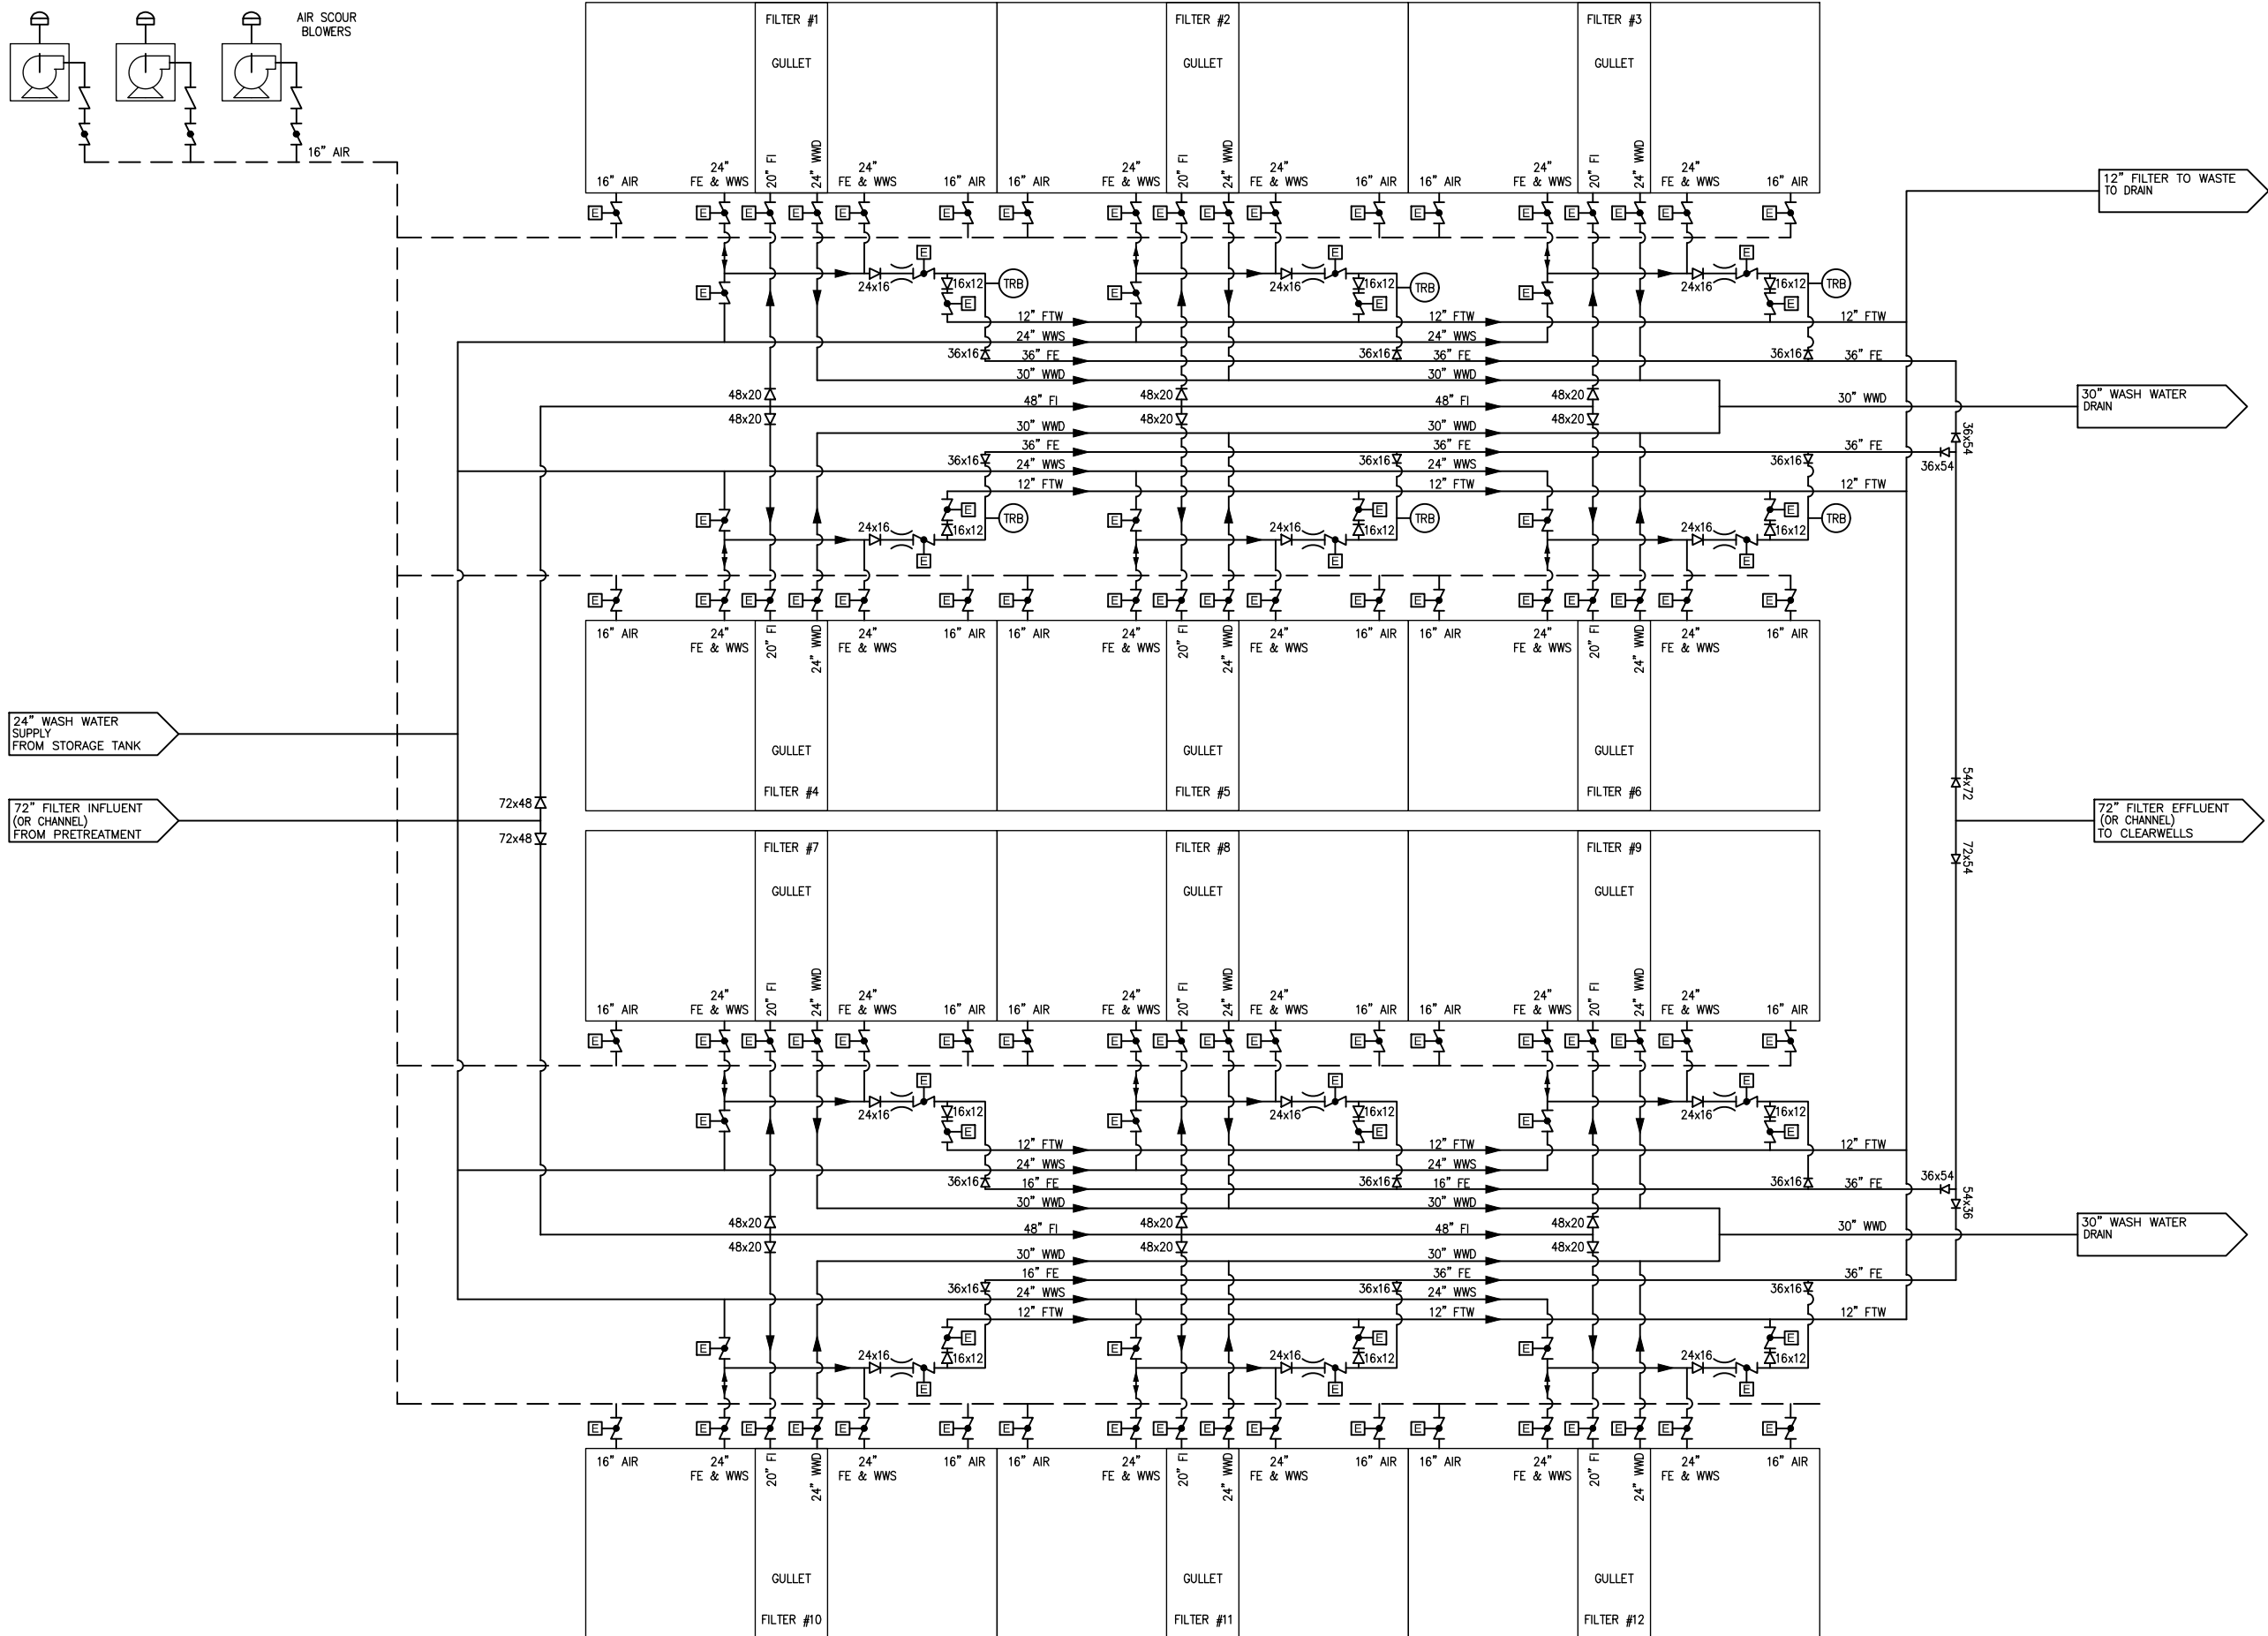 AIR SCOUR
BLOWERS
16" AIR
FILTER #1
GULLET
FILTER #2
GULLET
FILTER #3
GULLET
16" AIR
24"
FE & WWS
20" FI
24" WWD
24"
FE & WWS
16" AIR
16" AIR
24"
FE & WWS
20" FI
24" WWD
24"
FE & WWS
16" AIR
16" AIR
24"
FE & WWS
20" FI
24" WWD
24"
FE & WWS
16" AIR
12" FILTER TO WASTE
TO DRAIN
E E E E E E E E E E E E E E E E E E
E E E
24x16 16x12 TRB 24x16 16x12 TRB 24x16 16x12 TRB
E E E E E E
12" FTW 12" FTW 12" FTW
24" WWS 24" WWS
36x16 36" FE 36x16 36" FE 36x16 36" FE
30" WWD 30" WWD
48x20 48x20 48x20
48" FI 48" FI 30" WWD
30" WASH WATER
DRAIN
48x20 48x20 48x20
30" WWD 30" WWD
36x54
36" FE 36" FE 36" FE
36x16 36x16 36x16 36x54
24" WWS 24" WWS
12" FTW 12" FTW 12" FTW
E E E E E E
24x16 16x12 TRB 24x16 16x12 TRB 24x16 16x12 TRB
E E E
E E E E E E E E E E E E E E E E E E
16" AIR
24"
FE & WWS
20" FI
24" WWD
24"
FE & WWS
16" AIR
16" AIR
24"
FE & WWS
20" FI
24" WWD
24"
FE & WWS
16" AIR
16" AIR
24"
FE & WWS
20" FI
24" WWD
24"
FE & WWS
16" AIR
24" WASH WATER
SUPPLY
FROM STORAGE TANK
GULLET
FILTER #4
GULLET
FILTER #5
GULLET
FILTER #6
72" FILTER INFLUENT
(OR CHANNEL)
FROM PRETREATMENT
72x48
72x48
54x72
72x54
72" FILTER EFFLUENT
(OR CHANNEL)
TO CLEARWELLS
FILTER #7
GULLET
FILTER #8
GULLET
FILTER #9
GULLET
16" AIR
24"
FE & WWS
20" FI
24" WWD
24"
FE & WWS
16" AIR
16" AIR
24"
FE & WWS
20" FI
24" WWD
24"
FE & WWS
16" AIR
16" AIR
24"
FE & WWS
20" FI
24" WWD
24"
FE & WWS
16" AIR
E E E E E E E E E E E E E E E E E E
E E E
24x16 16x12 24x16 16x12 24x16 16x12
E E E E E E
12" FTW 12" FTW 12" FTW
24" WWS 24" WWS
36x16 16" FE 36x16 16" FE 36x16 36" FE 36x54
54x36
30" WWD 30" WWD
48x20 48x20 48x20
48" FI 48" FI 30" WWD
30" WASH WATER
DRAIN
48x20 48x20 48x20
30" WWD 30" WWD
16" FE 36" FE 36" FE
36x16 36x16 36x16
24" WWS 24" WWS
12" FTW 12" FTW 12" FTW
E E E E E E
24x16 16x12 24x16 16x12 24x16 16x12
E E E
E E E E E E E E E E E E E E E E E E
16" AIR
24"
FE & WWS
20" FI
24" WWD
24"
FE & WWS
16" AIR
16" AIR
24"
FE & WWS
20" FI
24" WWD
24"
FE & WWS
16" AIR
16" AIR
24"
FE & WWS
20" FI
24" WWD
24"
FE & WWS
16" AIR
GULLET
FILTER #10
GULLET
FILTER #11
GULLET
FILTER #12